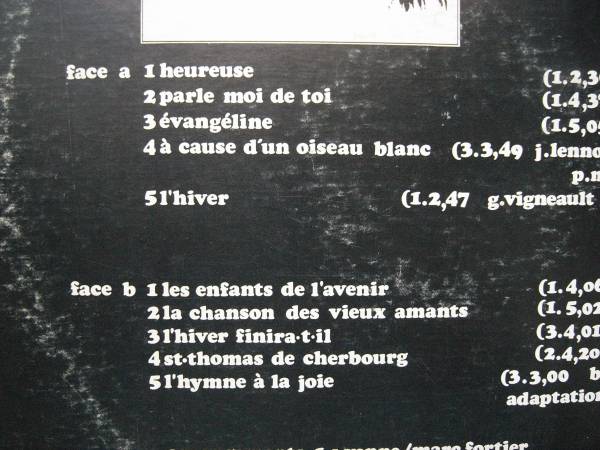 face a 1 heureuse (1.2,3
2 parle moi de toi (1.4,3
3 évangéline (1.5,0
4 à cause d'un oiseau blanc (3.3,49 j.lenno
p.m
5 l'hiver (1.2,47 g.vigneault
face b 1 les enfants de l'avenir (1.4,06
2 la chanson des vieux amants (1.5,02
3 l'hiver finira·t·il (3.4,01
4 st·thomas de cherbourg (2.4,20
5 l'hymne à la joie (3.3,00 b
adaptation
/marc fortier